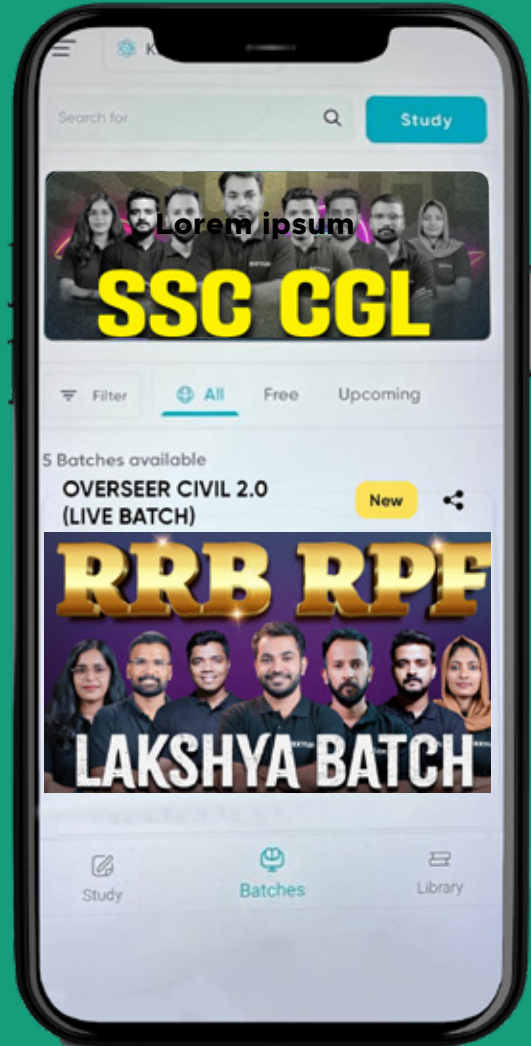 K
Search for
Study
Lorem ipsum
SSC CGL
Filter
All
Free
Upcoming
5 Batches available
OVERSEER CIVIL 2.0
(LIVE BATCH)
New
RRB RPF
LAKSHYA BATCH
Study
Batches
Library